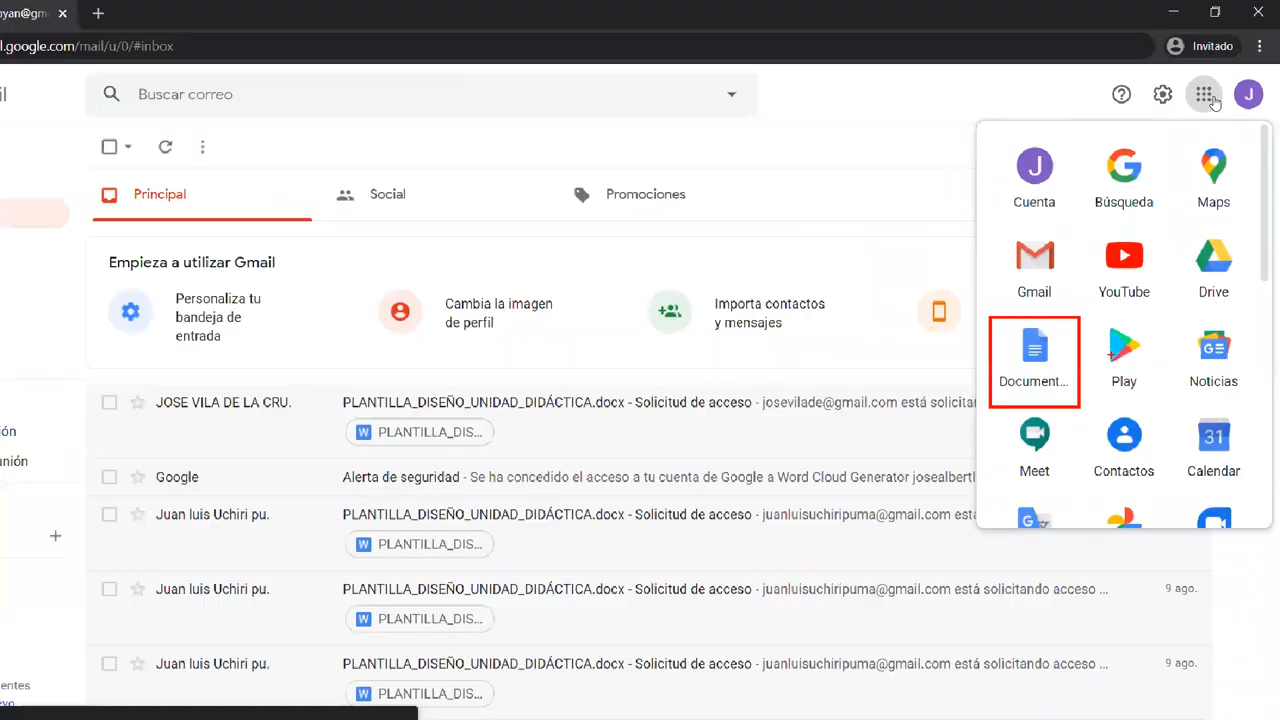 oyan@gm
l.google.com/mail/u/0/#inbox
Invitado
il
Buscar correo
J
Principal
Social
Promociones
Empieza a utilizar Gmail
Personaliza tu
bandeja de
entrada
Cambia la imagen
de perfil
Importa contactos
y mensajes
J
Cuenta
Búsqueda
Maps
Gmail
YouTube
Drive
Document...
Play
GE
Noticias
Meet
Contactos
31
Calendar
G
JOSE VILA DE LA CRU.
PLANTILLA_DISEÑO_UNIDAD_DIDÁCTICA.docx - Solicitud de acceso - josevilade@gmail.com está solicitan
W PLANTILLA_DIS...
Google
Alerta de seguridad - Se ha concedido el acceso a tu cuenta de Google a Word Cloud Generator josealbertl
Juan luis Uchiri pu.
PLANTILLA_DISEÑO_UNIDAD_DIDÁCTICA.docx - Solicitud de acceso - juanluisuchiripuma@gmail.com está
W PLANTILLA_DIS...
Juan luis Uchiri pu.
PLANTILLA_DISEÑO_UNIDAD_DIDÁCTICA.docx - Solicitud de acceso - juanluisuchiripuma@gmail.com está solicitando acceso ...
9 ago.
W PLANTILLA_DIS...
Juan luis Uchiri pu.
PLANTILLA_DISEÑO_UNIDAD_DIDÁCTICA.docx - Solicitud de acceso - juanluisuchiripuma@gmail.com está solicitando acceso ...
9 ago.
W PLANTILLA_DIS...
ión
unión
entes
evo